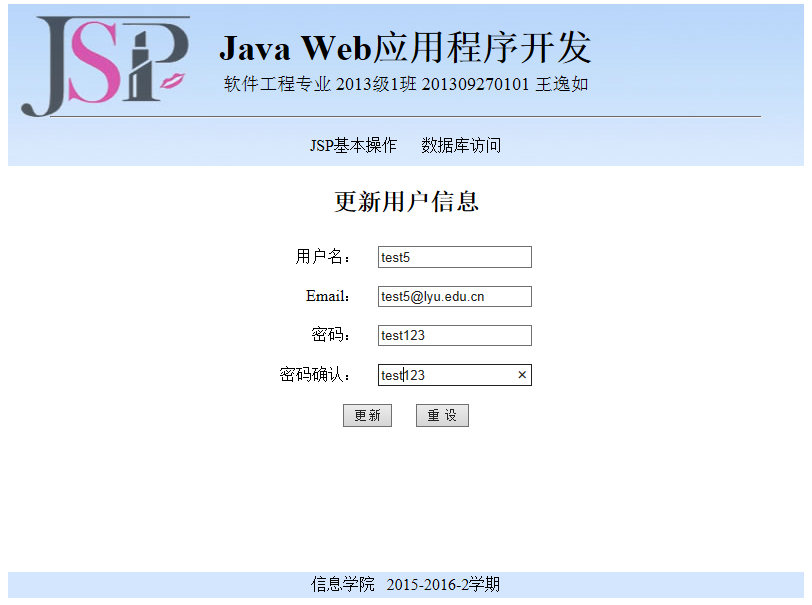 JSP
Java Web应用程序开发
软件工程专业 2013级1班 201309270101 王逸如
JSP基本操作 数据库访问
更新用户信息
用户名： test5
Email： test5@lyu.edu.cn
密码： test123
密码确认： test123 ×
更新 重设
信息学院 2015-2016-2学期